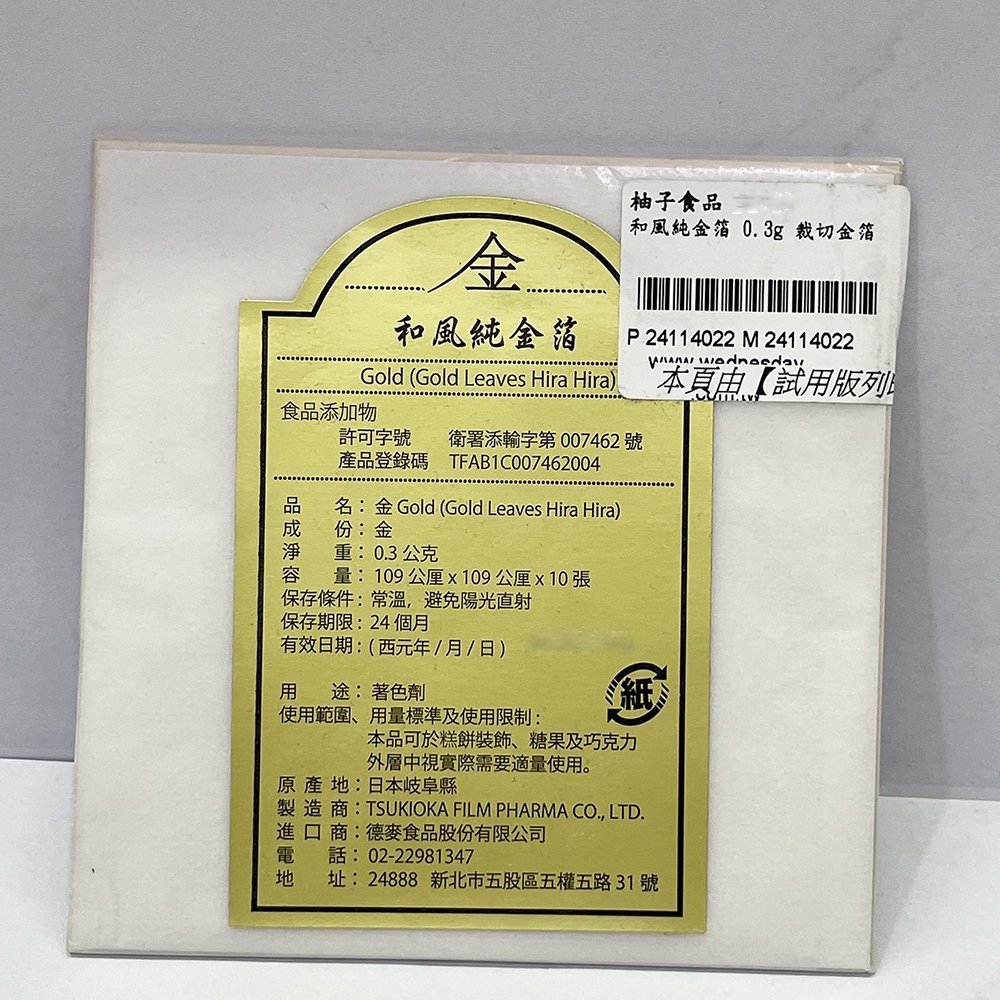 柚子食品
和風純金箔 0.3g 裁切金箔
P 24114022 M 24114022
www.wednesday
本頁由【試用版列印
金
和風純金箔
Gold (Gold Leaves Hira Hira)
食品添加物
許可字號 衛署添輸字第 007462 號
產品登錄碼 TFAB1C007462004
品 名：金 Gold (Gold Leaves Hira Hira)
成 份：金
淨 重：0.3 公克
容 量：109 公厘 x 109 公厘 x 10 張
保存條件：常溫，避免陽光直射
保存期限：24 個月
有效日期：(西元年 / 月 / 日)
紙
用 途：著色劑
使用範圍、用量標準及使用限制：
本品可於糕餅裝飾、糖果及巧克力
外層中視實際需要適量使用。
原 產 地：日本岐阜縣
製 造 商：TSUKIOKA FILM PHARMA CO., LTD.
進 口 商：德麥食品股份有限公司
電 話：02-22981347
地 址：24888 新北市五股區五權五路 31 號